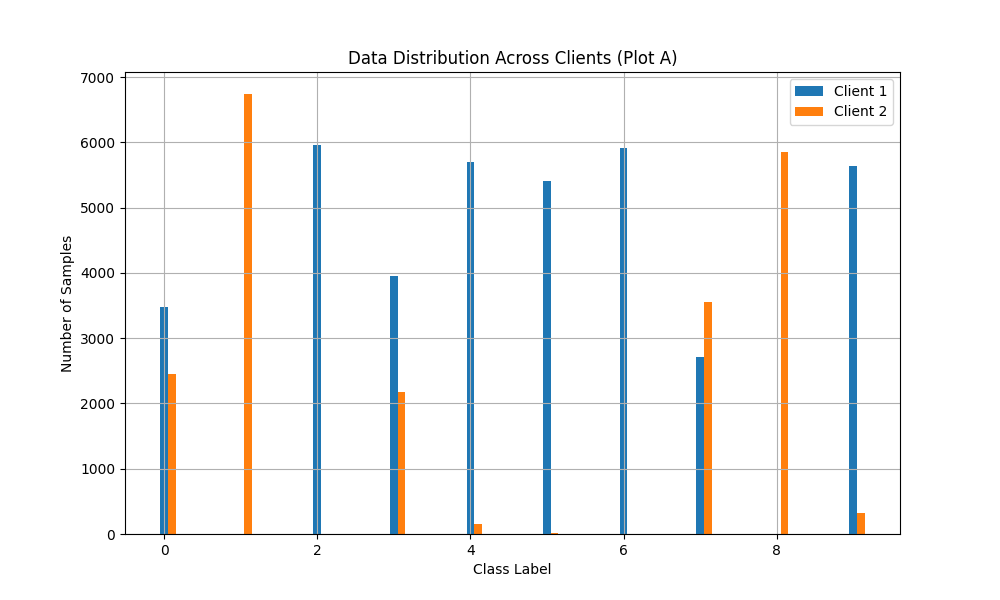 Data Distribution Across Clients (Plot A)
Client 1
Client 2
Number of Samples
7000
6000
5000
4000
3000
2000
1000
0
0 2 4 6 8
Class Label